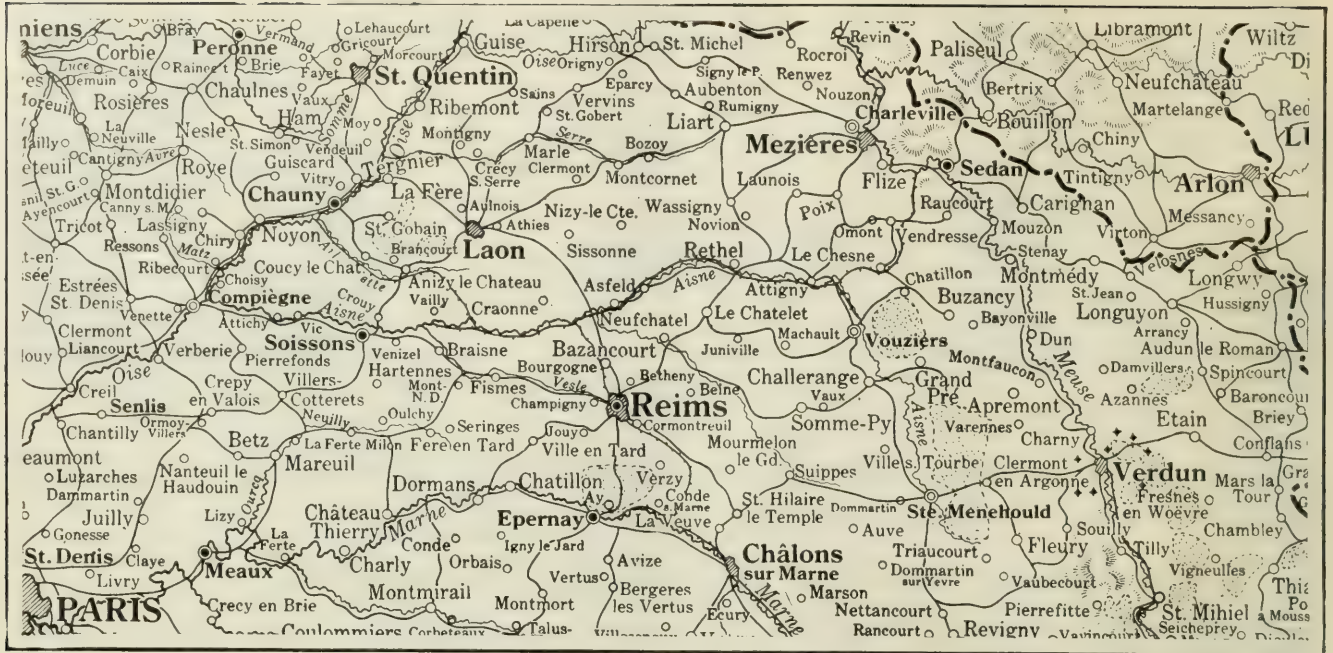 niens
Corbie
Bray
Peronne
Vermand
Lehaucourt
Gricourt
Morcourt
La Capelle
Guise
Hirson
St. Michel
Rocroi
Revin
Paliseul
Libramont
Wiltz
Luce
Demuin
Caix
Brie
Fayet
St. Quentin
Oise
Origny
Eparcy
Signy le P.
Renwez
Nouzon
Bertrix
Neufchâteau
Rosières
Chaulnes
Vaux
Ham
Somme
Ribemont
Sains
Vervins
St. Gobert
Aubenton
Rumigny
Charleville
Bouillon
Martelange
La Neuville
Nesle
St. Simon
Moy
Vendeuil
Oise
Montigny
Marle
Serre
Bozoy
Liart
Mezières
Chiny
Cantigny
Avre
Roye
Guiscard
Vitry
Tergnier
Crécy S. Serre
Clermont
Montcornet
Launois
Flize
Sedan
Tintigny
Arlon
St. G.
Ayencourt
Montdidier
Canny s. M.
Chauny
La Fère
Aulnois
Athies
Nizy-le Cte.
Wassigny
Novion
Poix
Raucourt
Carignan
Messancy
Tricot
Ressons
Lassigny
Matz
Chiry
Noyon
St. Gobain
Brancourt
Laon
Sissonne
Rethel
Omont
Vendresse
Mouzon
Virton
Ribecourt
Choisy
Coucy le Chat.
Ailette
Anizy le Chateau
Vailly
Craonne
Asfeld
Aisne
Attigny
Le Chesne
Chatillon
Stenay
Montmédy
Velosnes
Longwy
Estrées
St. Denis
Venette
Compiègne
Attichy
Vic
Crouy
Aisne
Soissons
Neufchatel
Le Chatelet
Buzancy
St. Jean
Longuyon
Hussigny
Clermont
Liancourt
Verberie
Pierrefonds
Venizel
Hartennes
Braisne
Bazancourt
Bourgogne
Juniville
Machault
Vouziérs
Bayonville
Dun
Arrancy
Audun le Roman
Oise
Creil
Crepy
en Valois
Villers-
Cotterets
Mont-
N. D.
Fismes
Vesle
Betheny
Beine
Challerange
Vaux
Grand
Pré
Montfaucon
Meuse
Damvillers
Spincourt
Senlis
Ormoy
Villers
Neuilly
Oulchy
Champigny
Reims
Cormontreuil
Somme-Py
Aisne
Apremont
Varennes
Azannes
Baroncour
Briey
Chantilly
Betz
La Ferte Milon
Fere en Tard
Seringes
Jouy
Ville en Tard
Mourmelon
le Gd.
Ville s. Tourbe
Charny
Etain
Conflans
eaumont
Luzarches
Nanteuil le
Haudouin
Mareuil
Ourcq
Suippes
Clermont
en Argonne
Verdun
Mars la
Tour
Dammartin
Juilly
Gonesse
Lizy
Château
Thierry
Dormans
Marne
Chatillon
Ay
Verzy
Conde
s. Marne
La Veuve
St. Hilaire
le Temple
Dommartin
Ste. Menehould
Fresnes
en Woëvre
Chambley
St. Denis
Claye
Livry
Meaux
La
Ferte
Charly
Conde
Orbais
Epernay
Igny le Jard
Avize
Châlons
sur Marne
Auve
Triaucourt
Dommartin
sur Yevre
Fleury
Souilly
Tilly
Vigneulles
PARIS
Crecy en Brie
Montmirail
Vertus
Bergeres
les Vertus
Marson
Vaubecourt
Coulommiers
Corbeteaux
Montmort
Talus-
Ecury
Marne
Nettancourt
Rancourt
Revigny
Pierrefitte
St. Mihiel
Seicheprey